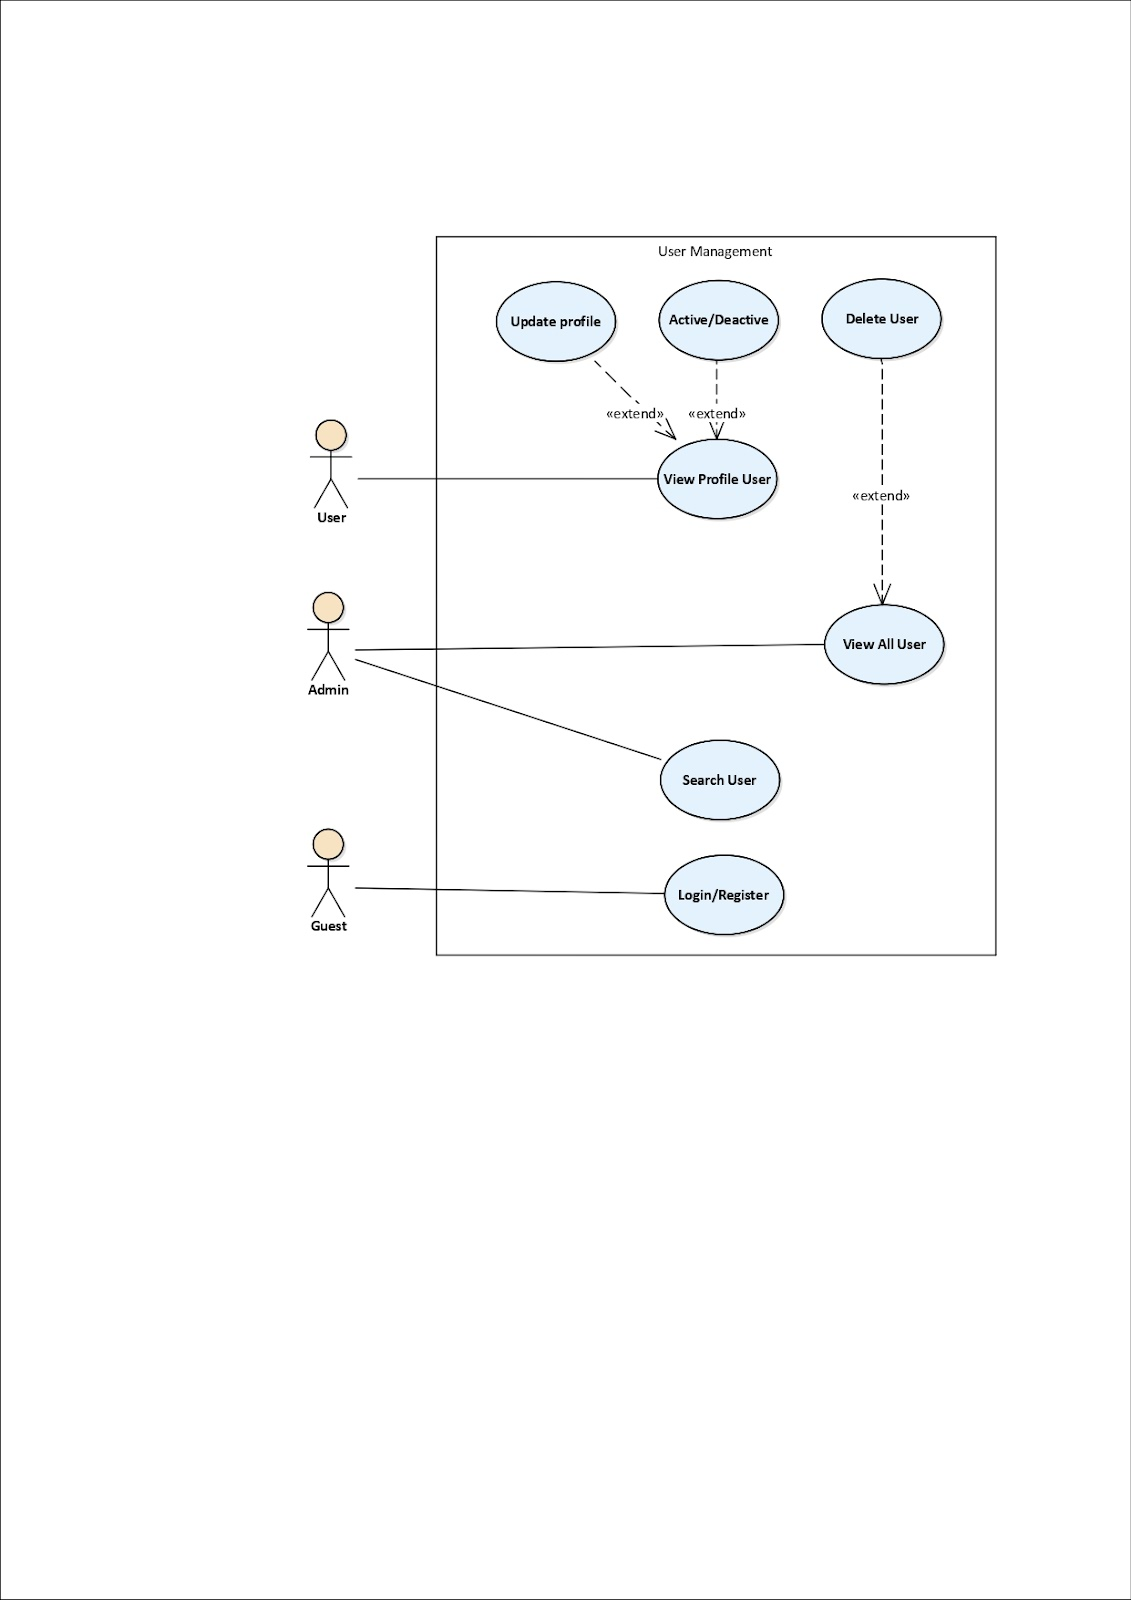 User Management
Update profile
Active/Deactive
Delete User
«extend»
«extend»
View Profile User
«extend»
User
View All User
Admin
Search User
Login/Register
Guest